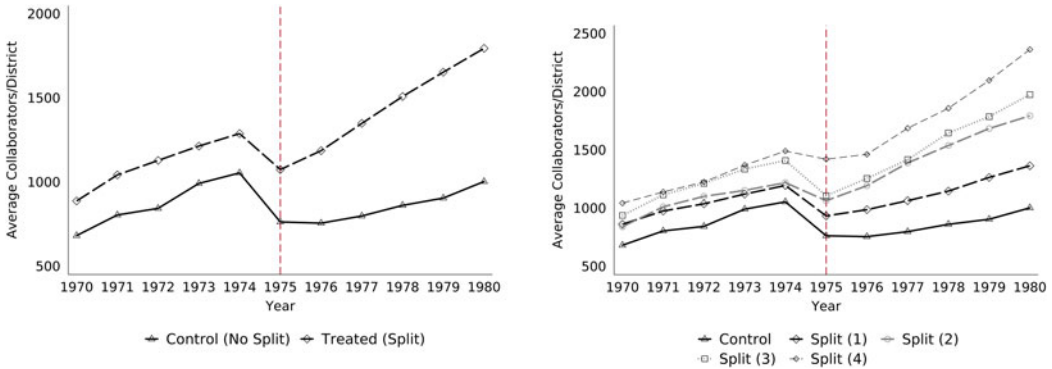 2000
1500
1000
500
Average Collaborators/District
1970 1971 1972 1973 1974 1975 1976 1977 1978 1979 1980
Year
Control (No Split) Treated (Split)
2500
2000
1500
1000
500
Average Collaborators/District
1970 1971 1972 1973 1974 1975 1976 1977 1978 1979 1980
Year
Control Split (1) Split (2)
Split (3) Split (4)